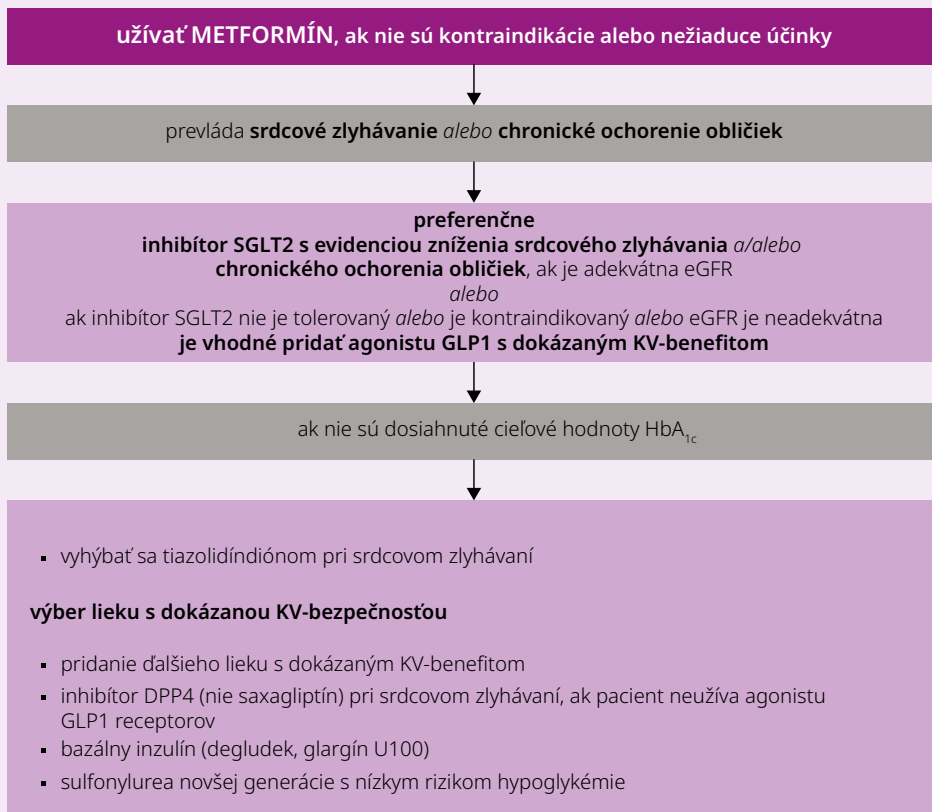 užívať METFORMÍN, ak nie sú kontraindikácie alebo nežiaduce účinky
prevláda srdcové zlyhávanie alebo chronické ochorenie obličiek
preferenčne
inhibítor SGLT2 s evidenciou zníženia srdcového zlyhávania a/alebo
chronického ochorenia obličiek, ak je adekvátna eGFR
alebo
ak inhibítor SGLT2 nie je tolerovaný alebo je kontraindikovaný alebo eGFR je neadekvátna
je vhodné pridať agonistu GLP1 s dokázaným KV-benefitom
ak nie sú dosiahnuté cieľové hodnoty HbA1c
▪ vyhýbať sa tiazolidíndiónom pri srdcovom zlyhávaní
výber lieku s dokázanou KV-bezpečnosťou
▪ pridanie ďalšieho lieku s dokázaným KV-benefitom
▪ inhibítor DPP4 (nie saxagliptín) pri srdcovom zlyhávaní, ak pacient neužíva agonistu
GLP1 receptorov
▪ bazálny inzulín (degludek, glargín U100)
▪ sulfonylurea novšej generácie s nízkym rizikom hypoglykémie